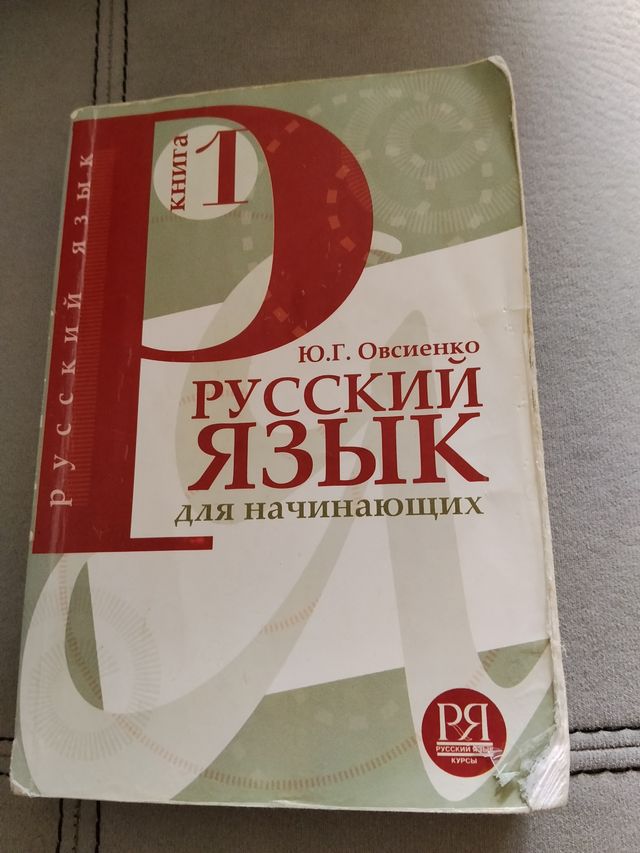 русский язык
книга
1
Ю.Г. Овсиенко
РУССКИЙ
ЯЗЫК
для начинающих
РЯ
РУССКИЙ ЯЗЫК
КУРСЫ